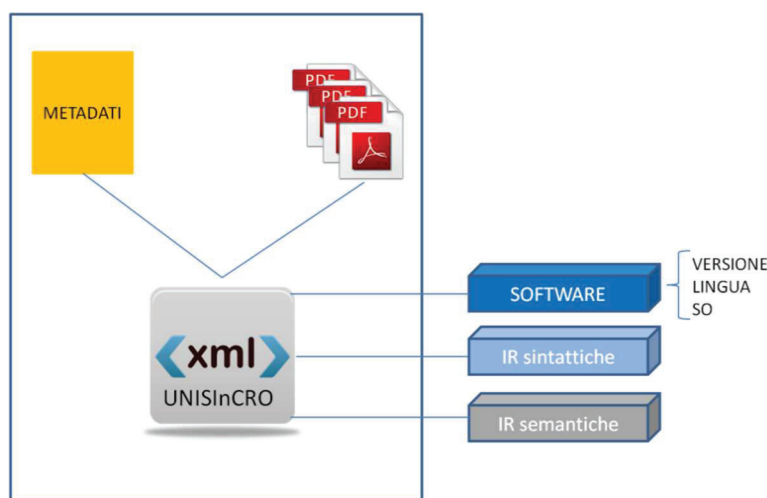 METADATI
PDF
PDF
PDF
xml
UNISInCRO
SOFTWARE
VERSIONE
LINGUA
SO
IR sintattiche
IR semantiche